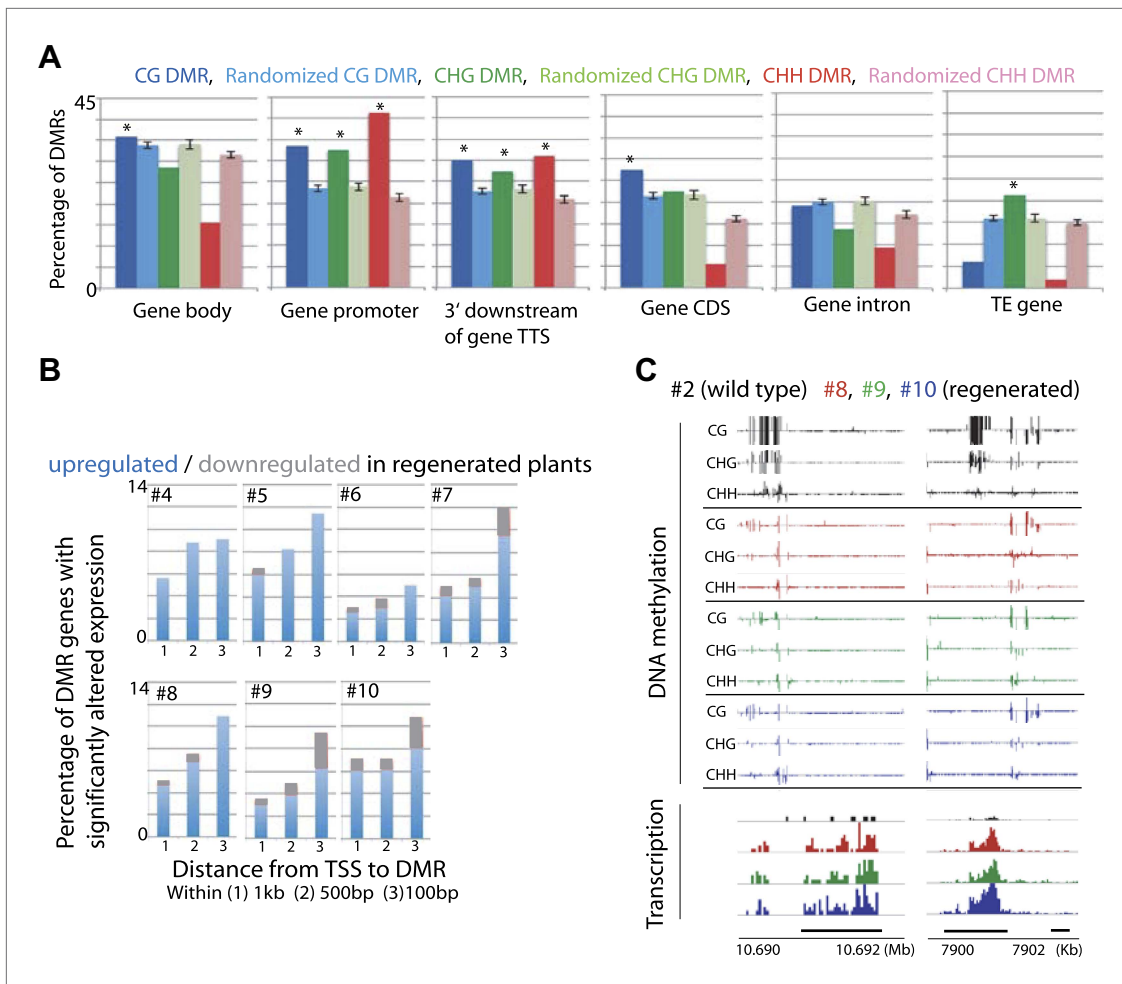 A
CG DMR, Randomized CG DMR, CHG DMR, Randomized CHG DMR, CHH DMR, Randomized CHH DMR
Percentage of DMRs
45
0
* * * * * * * * *
Gene body
Gene promoter
3‘ downstream
of gene TTS
Gene CDS
Gene intron
TE gene
B
upregulated / downregulated in regenerated plants
Percentage of DMR genes with
significantly altered expression
14
0
#4 #5 #6 #7
1 2 3 1 2 3 1 2 3 1 2 3
14
0
#8 #9 #10
1 2 3 1 2 3 1 2 3
Distance from TSS to DMR
Within (1) 1kb (2) 500bp (3)100bp
C
#2 (wild type) #8, #9, #10 (regenerated)
DNA methylation
CG
CHG
CHH
CG
CHG
CHH
CG
CHG
CHH
CG
CHG
CHH
Transcription
10.690 10.692 (Mb) 7900 7902 (Kb)